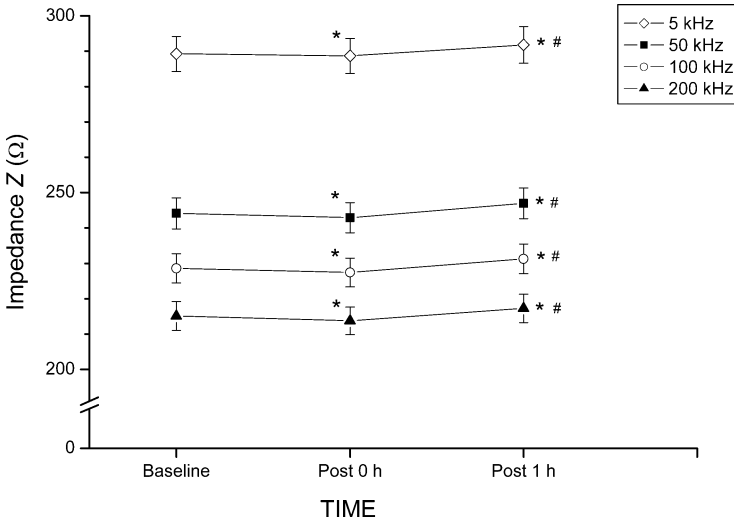 300
250
200
0
Impedance Z (Ω)
5 kHz
50 kHz
100 kHz
200 kHz
*
* #
*
* #
*
* #
*
* #
Baseline
Post 0 h
Post 1 h
TIME